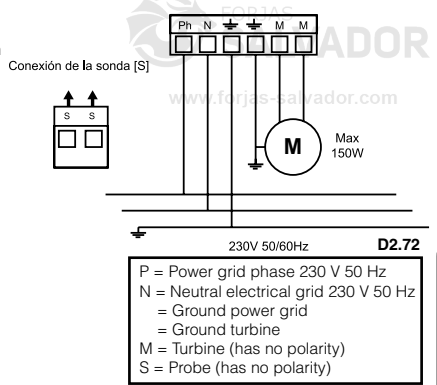 FORJAS
SALVADOR
www.forjas-salvador.com
Ph N M M
Conexión de la sonda [S]
S S
M
Max
150W
230V 50/60Hz
D2.72
P = Power grid phase 230 V 50 Hz
N = Neutral electrical grid 230 V 50 Hz
= Ground power grid
= Ground turbine
M = Turbine (has no polarity)
S = Probe (has no polarity)